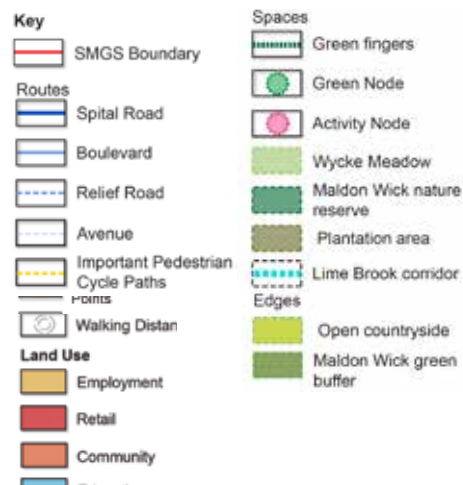 Key
SMGS Boundary
Routes
Spital Road
Boulevard
Relief Road
Avenue
Important Pedestrian
Cycle Paths
Points
Walking Distan
Land Use
Employment
Retail
Community
Spaces
Green fingers
Green Node
Activity Node
Wycke Meadow
Maldon Wick nature
reserve
Plantation area
Lime Brook corridor
Edges
Open countryside
Maldon Wick green
buffer